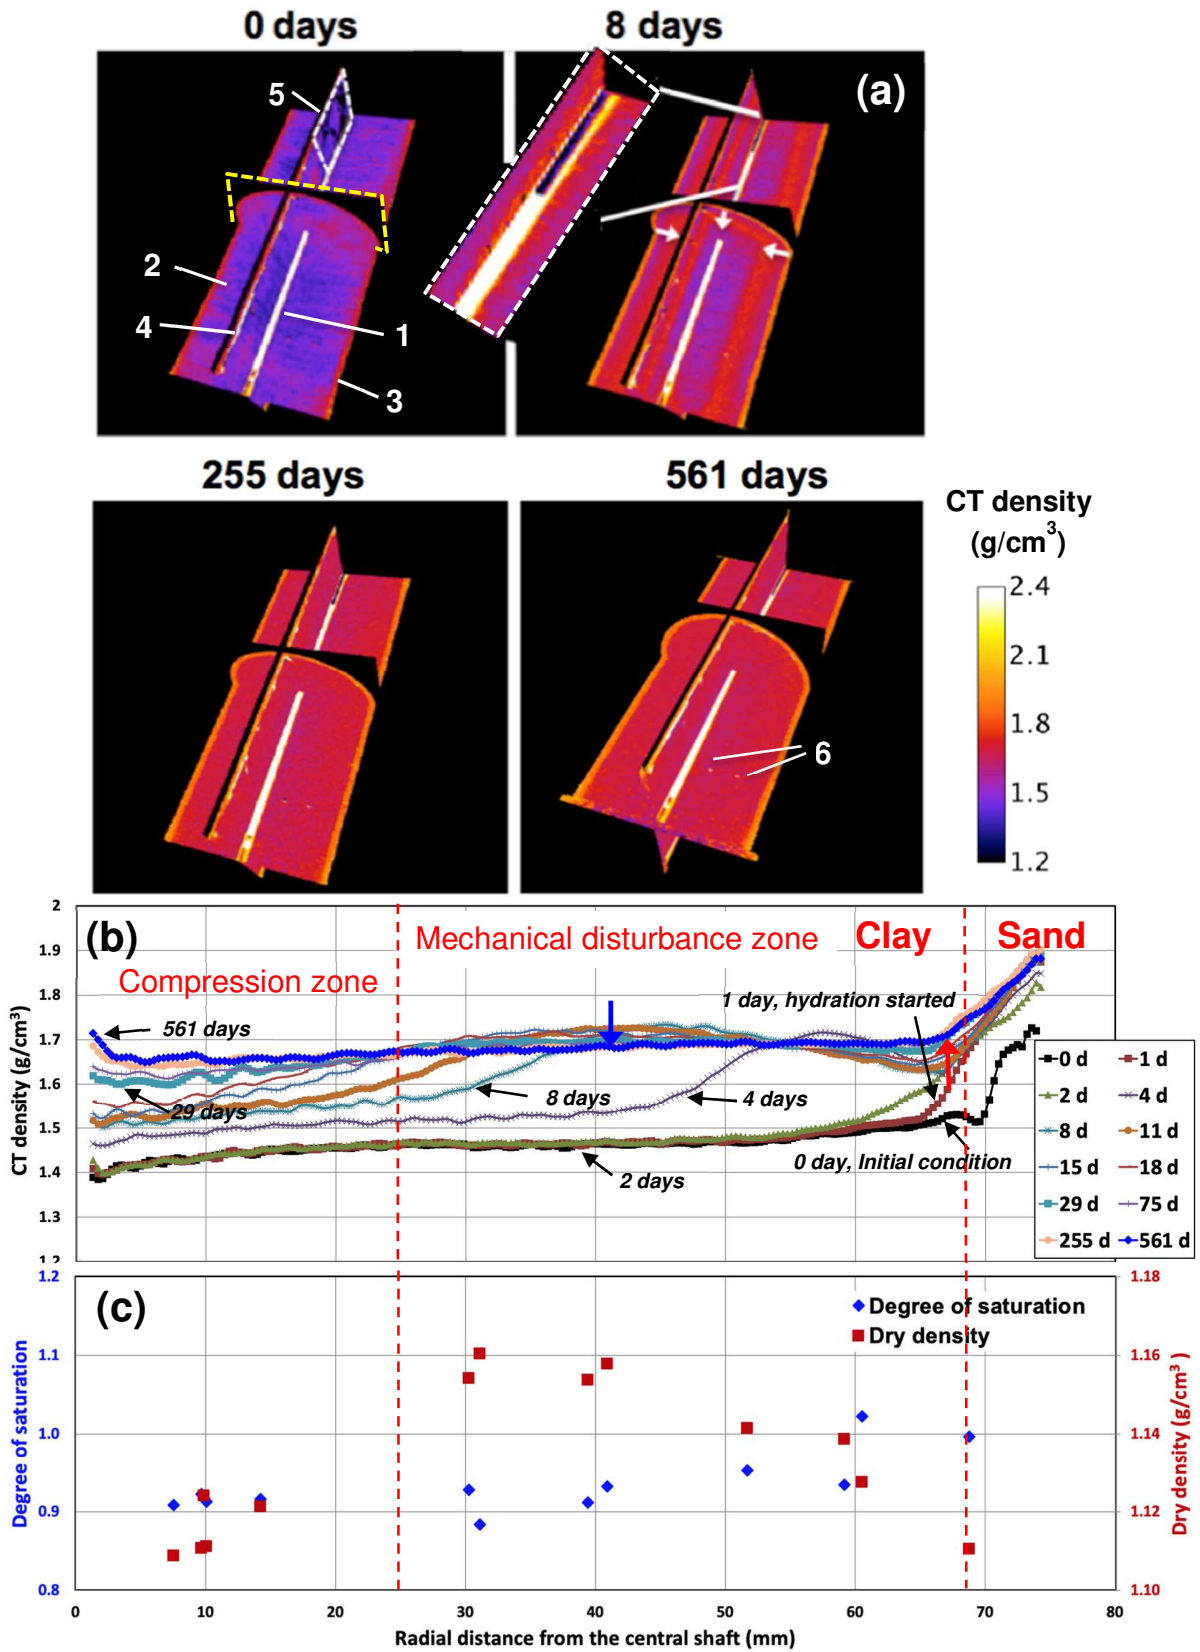 0 days
8 days
(a)
5
2
4
1
3
255 days
561 days
CT density
(g/cm³)
6
2.4
2.1
1.8
1.5
1.2
(b)
Mechanical disturbance zone
Clay
Sand
Compression zone
1 day, hydration started
561 days
29 days
8 days
4 days
2 days
0 day, Initial condition
CT density (g/cm³)
2
1.9
1.8
1.7
1.6
1.5
1.4
1.3
1.2
0 d
1 d
2 d
4 d
8 d
11 d
15 d
18 d
29 d
75 d
255 d
561 d
(c)
Degree of saturation
Dry density
Degree of saturation
1.2
1.1
1.0
0.9
0.8
Dry density (g/cm³)
1.18
1.16
1.14
1.12
1.10
0 10 20 30 40 50 60 70 80
Radial distance from the central shaft (mm)